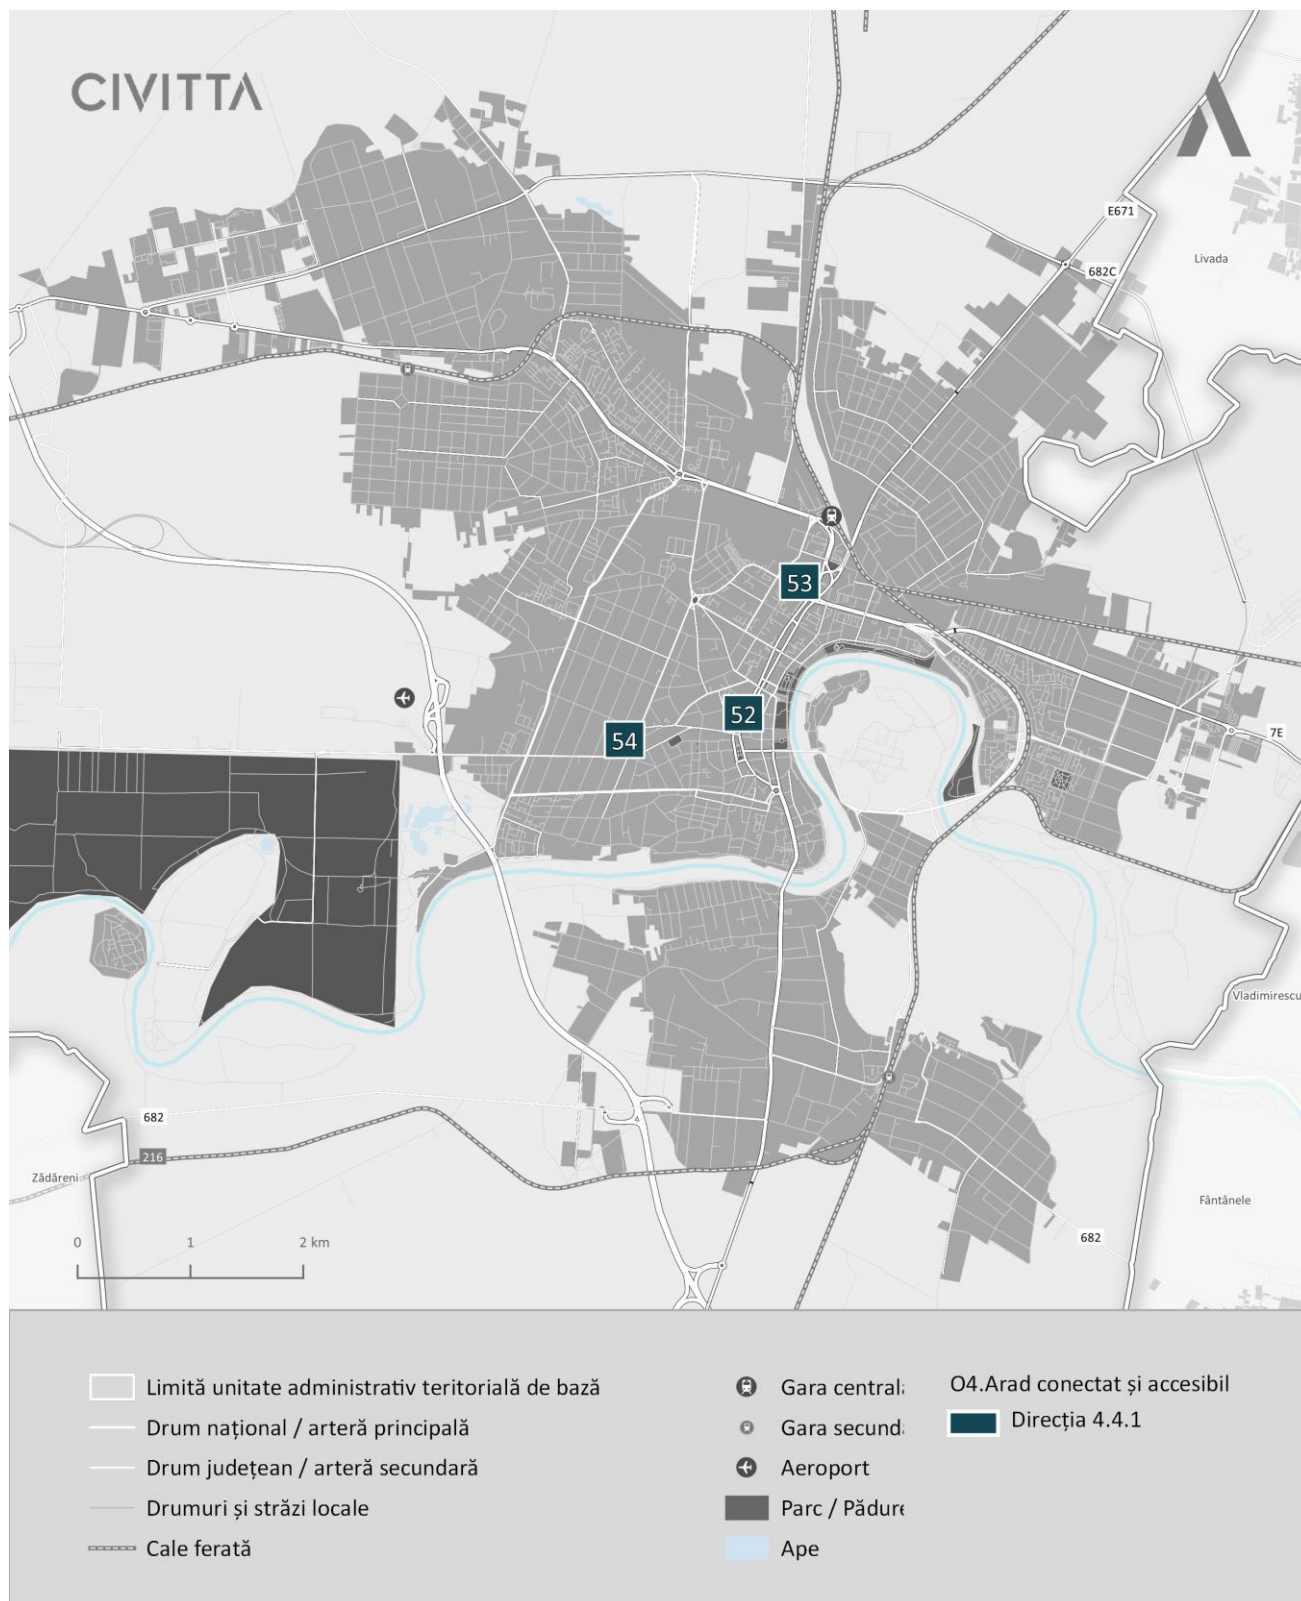 CIVITTA
E671
Livada
682C
53
52
54
7E
Vladimirescu
682
216
Zădăreni
Fântânele
682
0 1 2 km
Limită unitate administrativ teritorială de bază
Drum național / arteră principală
Drum județean / arteră secundară
Drumuri și străzi locale
Cale ferată
Gara central
Gara secund
Aeroport
Parc / Pădure
Ape
O4.Arad conectat și accesibil
Direcția 4.4.1